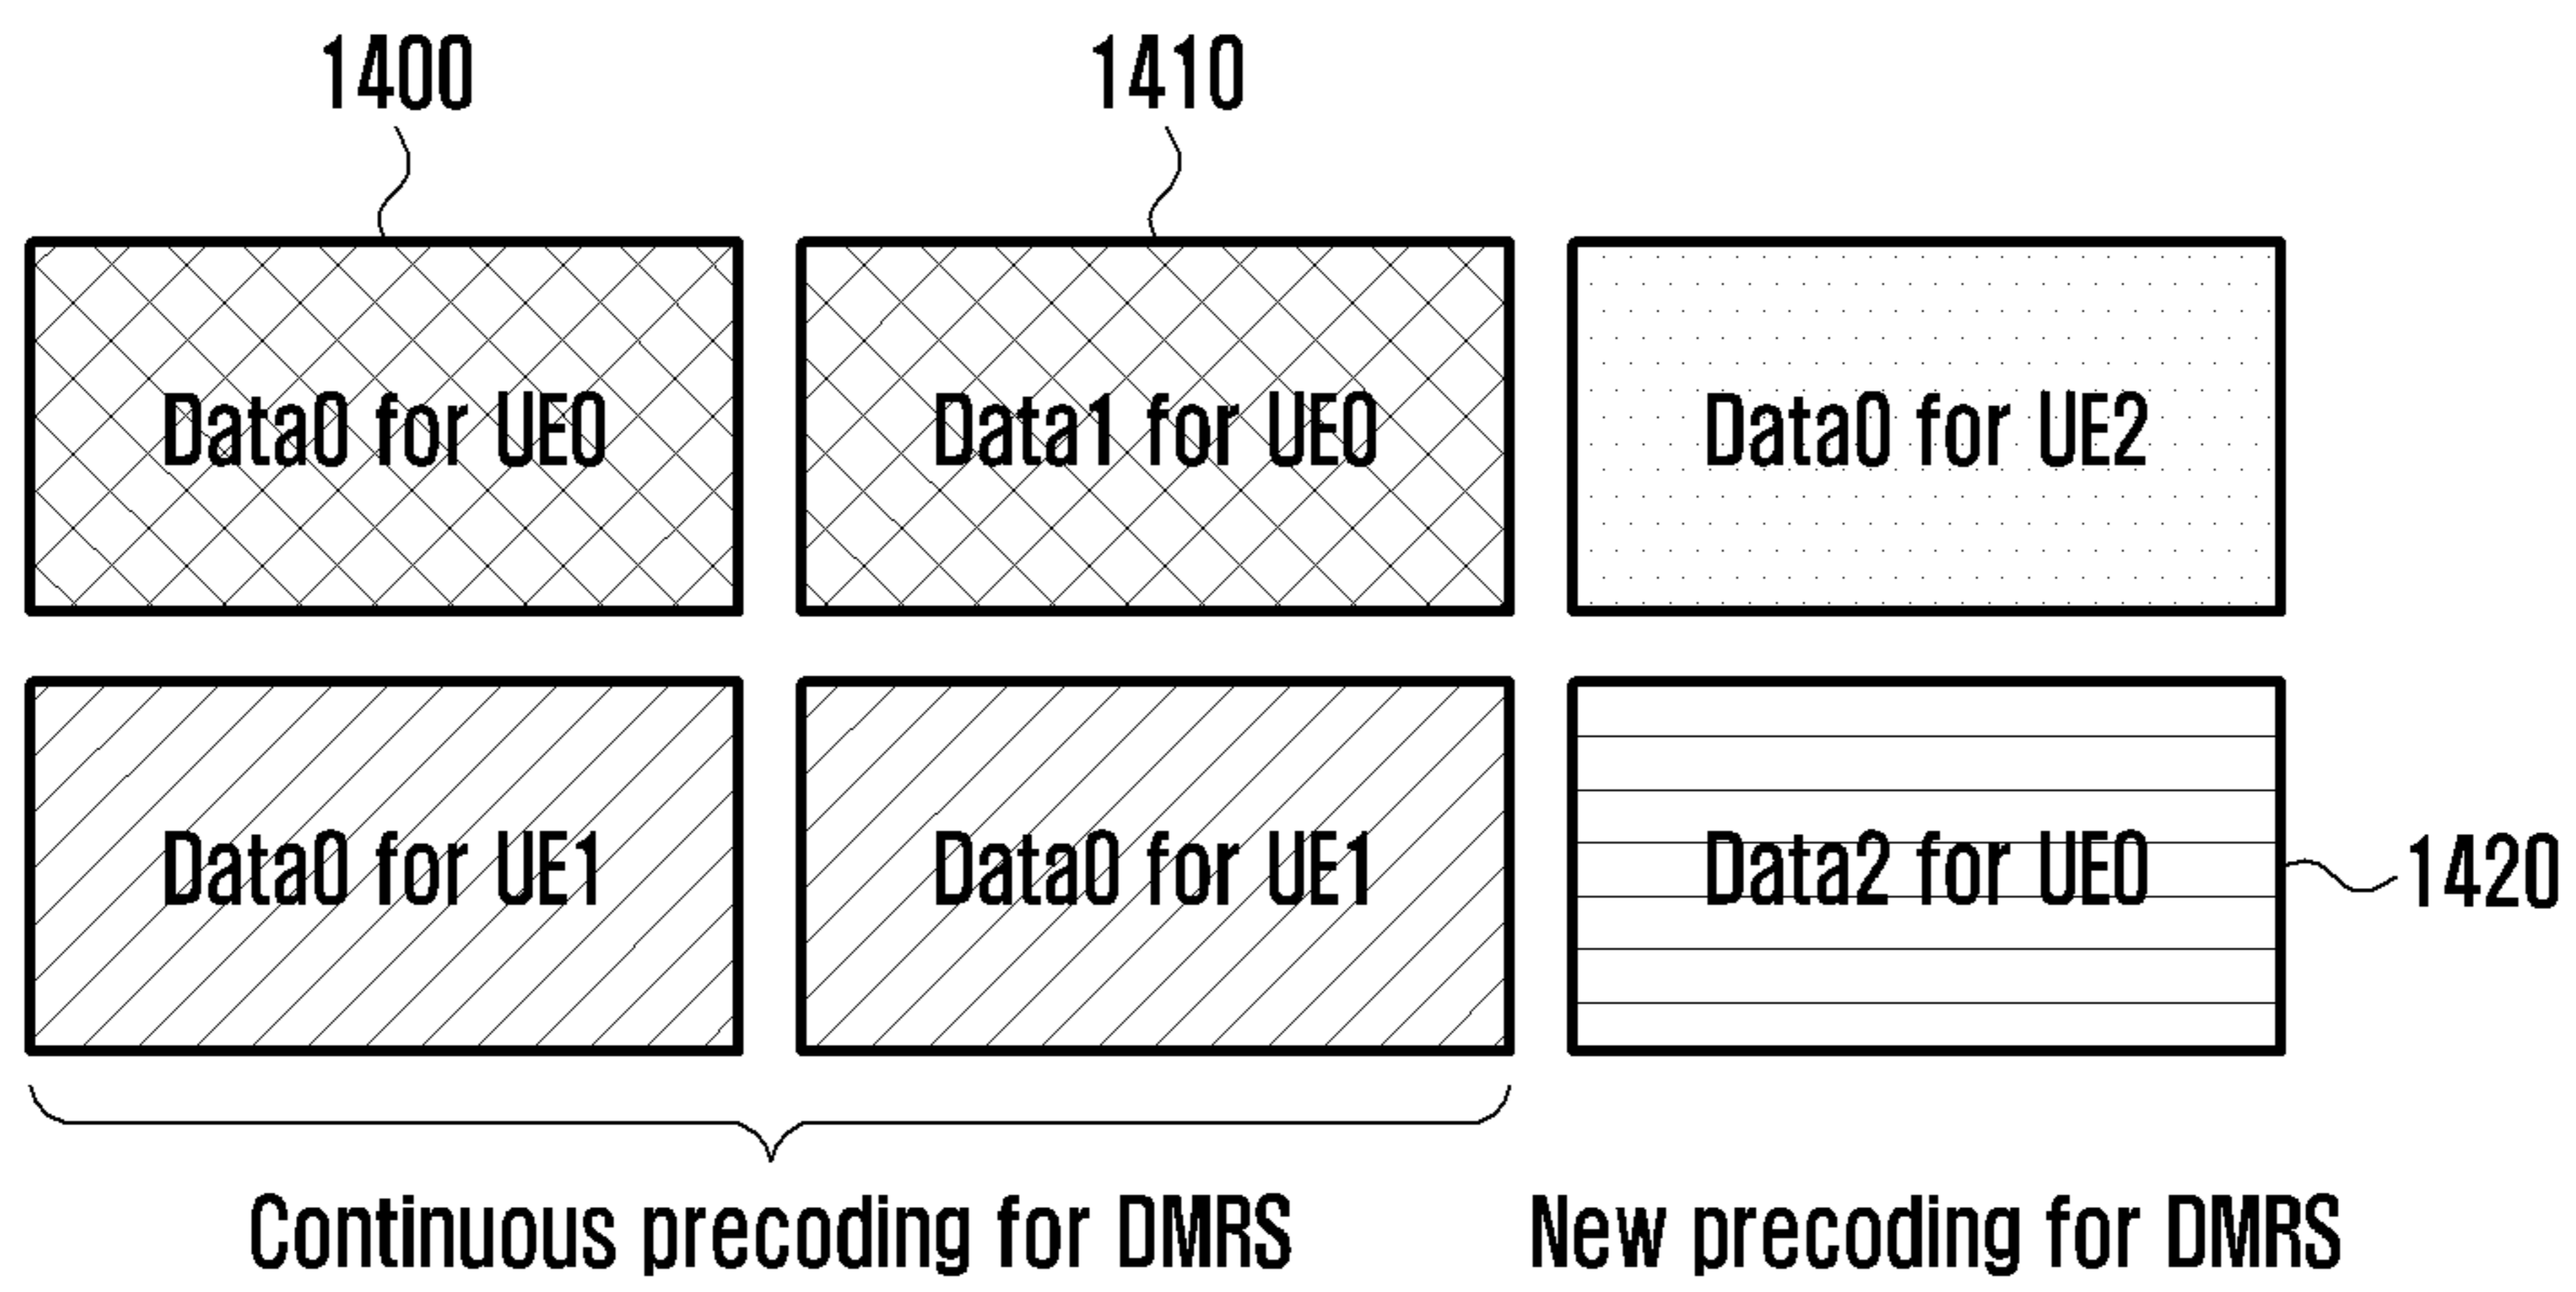 1400
1410
Data0 for UE0
Data1 for UE0
Data0 for UE2
Data0 for UE1
Data0 for UE1
Data2 for UE0
1420
Continuous precoding for DMRS
New precoding for DMRS